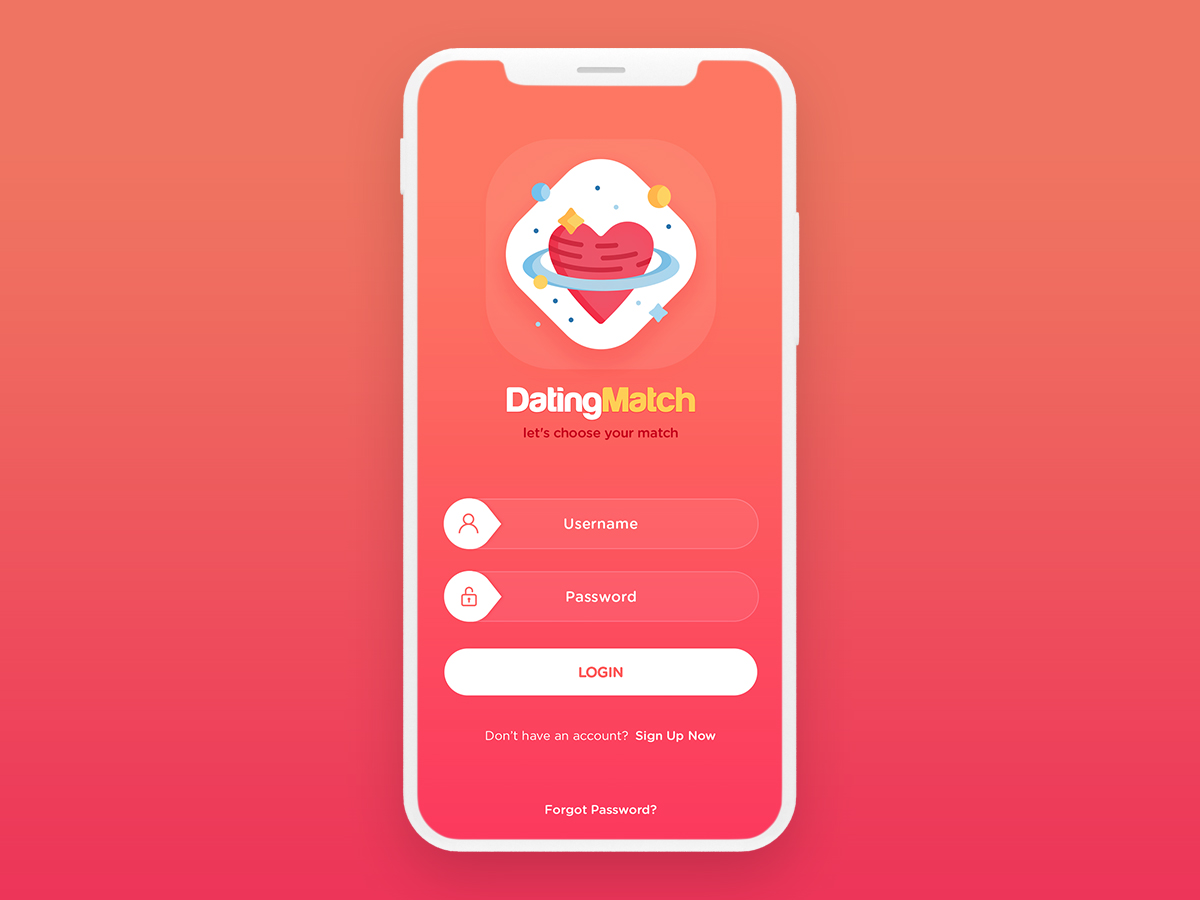 DatingMatch
let's choose your match
Username
Password
LOGIN
Don't have an account? Sign Up Now
Forgot Password?